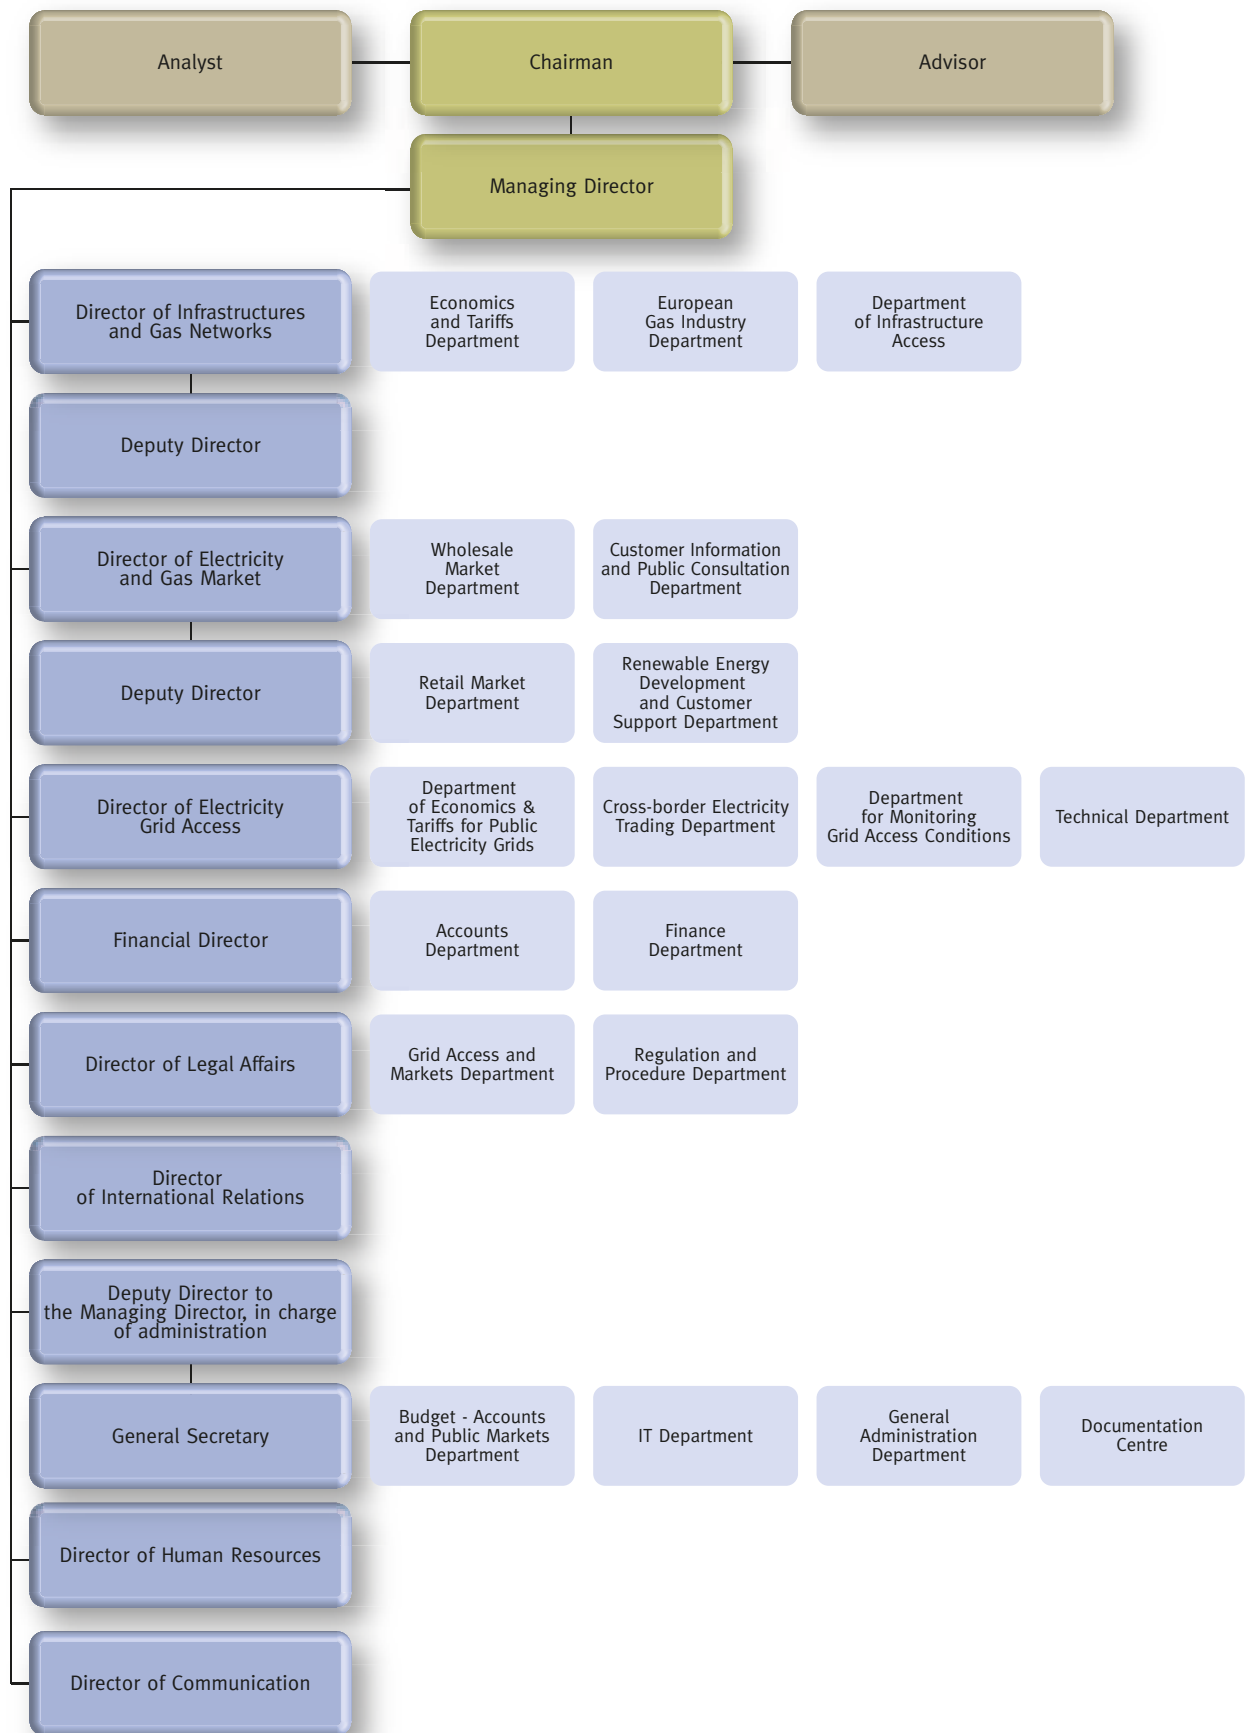 Analyst
Chairman
Advisor
Managing Director
Director of Infrastructures
and Gas Networks
Economics
and Tariffs
Department
European
Gas Industry
Department
Department
of Infrastructure
Access
Deputy Director
Director of Electricity
and Gas Market
Wholesale
Market
Department
Customer Information
and Public Consultation
Department
Deputy Director
Retail Market
Department
Renewable Energy
Development
and Customer
Support Department
Director of Electricity
Grid Access
Department
of Economics &
Tariffs for Public
Electricity Grids
Cross-border Electricity
Trading Department
Department
for Monitoring
Grid Access Conditions
Technical Department
Financial Director
Accounts
Department
Finance
Department
Director of Legal Affairs
Grid Access and
Markets Department
Regulation and
Procedure Department
Director
of International Relations
Deputy Director to
the Managing Director, in charge
of administration
General Secretary
Budget - Accounts
and Public Markets
Department
IT Department
General
Administration
Department
Documentation
Centre
Director of Human Resources
Director of Communication